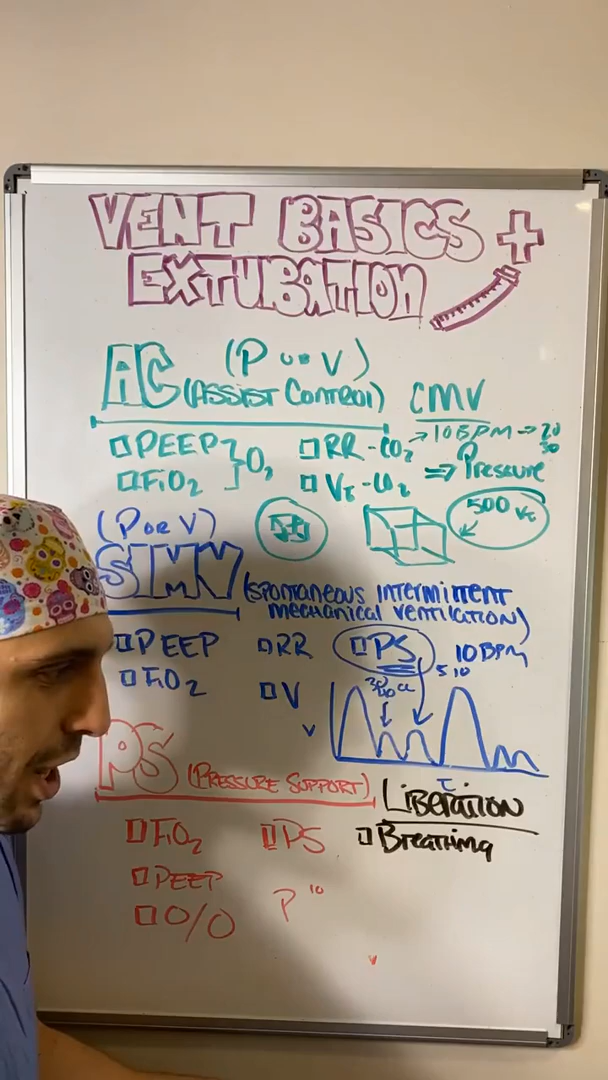 VENT BASICS +
EXTUBATION
AC (P or V)
(ASSIST CONTROL) CMV
→ 10 BPM → 20
30
PEEP
FiO2
O2
RR - CO2
VT - CO2
⇒ Pressure
500 VT
(P or V)
SIMV (SPONTANEOUS INTERMITTENT
MECHANICAL VENTILATION)
PEEP RR PS 10 BPM
5 10
FiO2 V
V
T
PS (PRESSURE SUPPORT)
LIBERATION
FiO2 PS Breathing
PEEP
O/O P 10